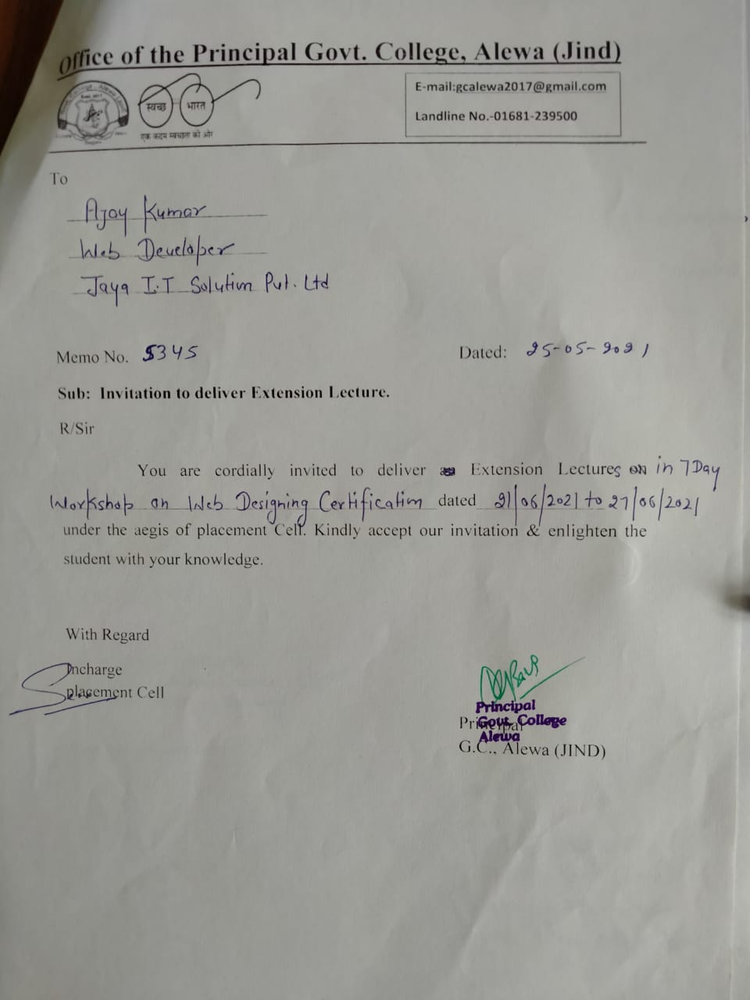 Office of the Principal Govt. College, Alewa (Jind)
स्वच्छ भारत
एक कदम स्वच्छता की ओर
E-mail:gcalewa2017@gmail.com
Landline No.-01681-239500
To
Ajay Kumar
Web Developer
Jaya I.T Solution Pvt. Ltd
Memo No. 5345
Dated: 25-05-2021
Sub: Invitation to deliver Extension Lecture.
R/Sir
You are cordially invited to deliver Extension Lectures in 7 Day
Workshop on Web Designing Certification dated 21/06/2021 to 27/06/2021
under the aegis of placement Cell. Kindly accept our invitation & enlighten the
student with your knowledge.
With Regard
Incharge
placement Cell
Principal
Govt. College
Alewa
Principal
G.C., Alewa (JIND)